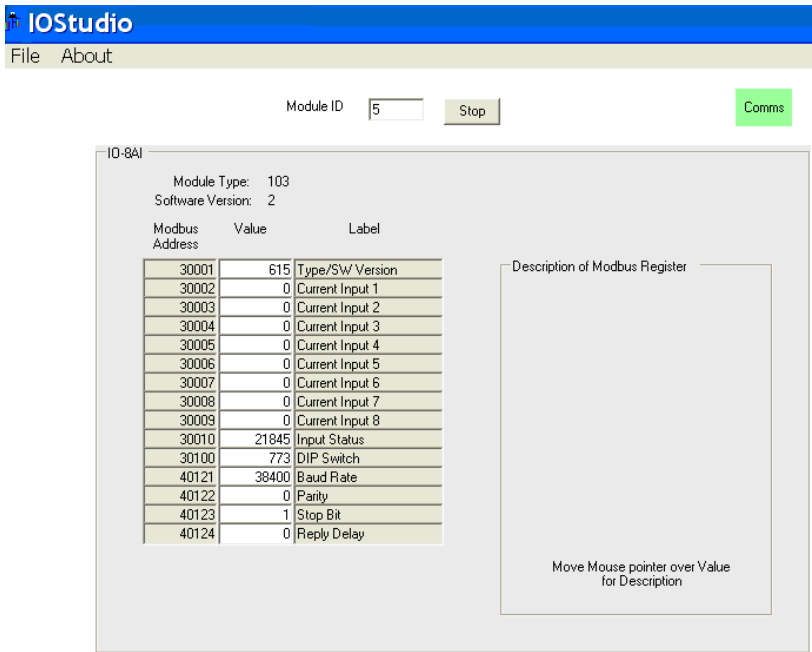 IOStudio
File About
Module ID 5 Stop Comms
IO-8AI
Module Type: 103
Software Version: 2
Modbus Address Value Label
30001 615 Type/SW Version
30002 0 Current Input 1
30003 0 Current Input 2
30004 0 Current Input 3
30005 0 Current Input 4
30006 0 Current Input 5
30007 0 Current Input 6
30008 0 Current Input 7
30009 0 Current Input 8
30010 21845 Input Status
30100 773 DIP Switch
40121 38400 Baud Rate
40122 0 Parity
40123 1 Stop Bit
40124 0 Reply Delay
Description of Modbus Register
Move Mouse pointer over Value
for Description